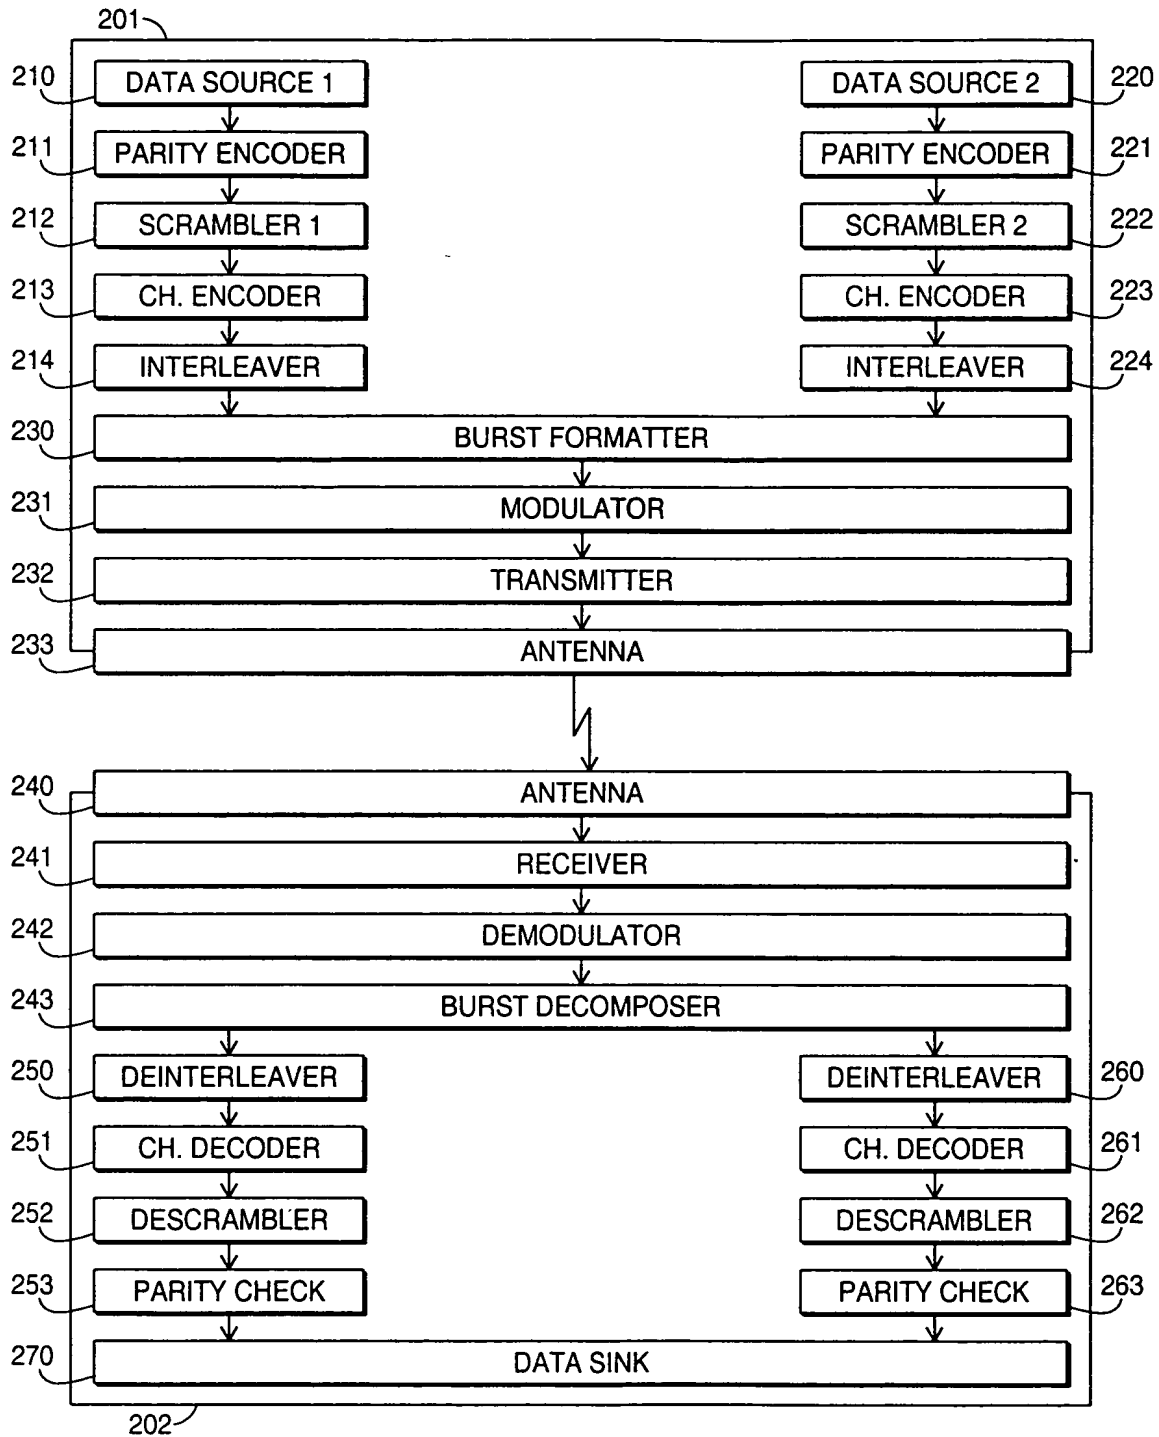 201
210 DATA SOURCE 1 DATA SOURCE 2 220
211 PARITY ENCODER PARITY ENCODER 221
212 SCRAMBLER 1 SCRAMBLER 2 222
213 CH. ENCODER CH. ENCODER 223
214 INTERLEAVER INTERLEAVER 224
230 BURST FORMATTER
231 MODULATOR
232 TRANSMITTER
233 ANTENNA
240 ANTENNA
241 RECEIVER
242 DEMODULATOR
243 BURST DECOMPOSER
250 DEINTERLEAVER DEINTERLEAVER 260
251 CH. DECODER CH. DECODER 261
252 DESCRAMBLER DESCRAMBLER 262
253 PARITY CHECK PARITY CHECK 263
270 DATA SINK
202